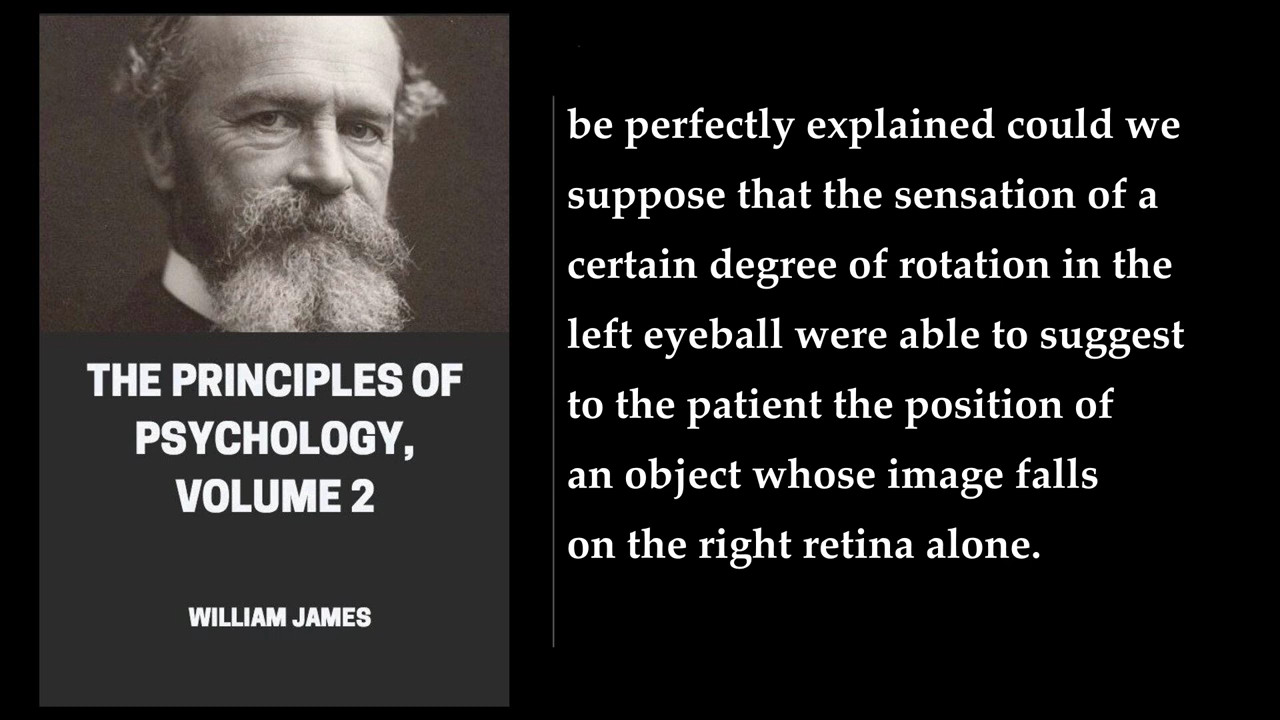 THE PRINCIPLES OF
PSYCHOLOGY,
VOLUME 2
WILLIAM JAMES
be perfectly explained could we
suppose that the sensation of a
certain degree of rotation in the
left eyeball were able to suggest
to the patient the position of
an object whose image falls
on the right retina alone.